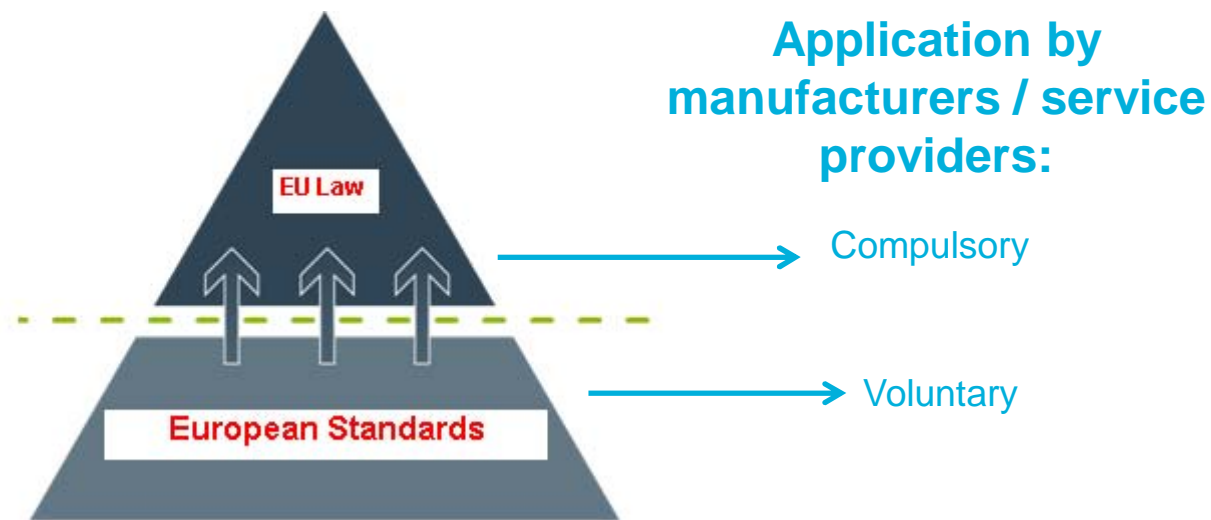 Application by
manufacturers / service
providers:
EU Law
Compulsory
Voluntary
European Standards